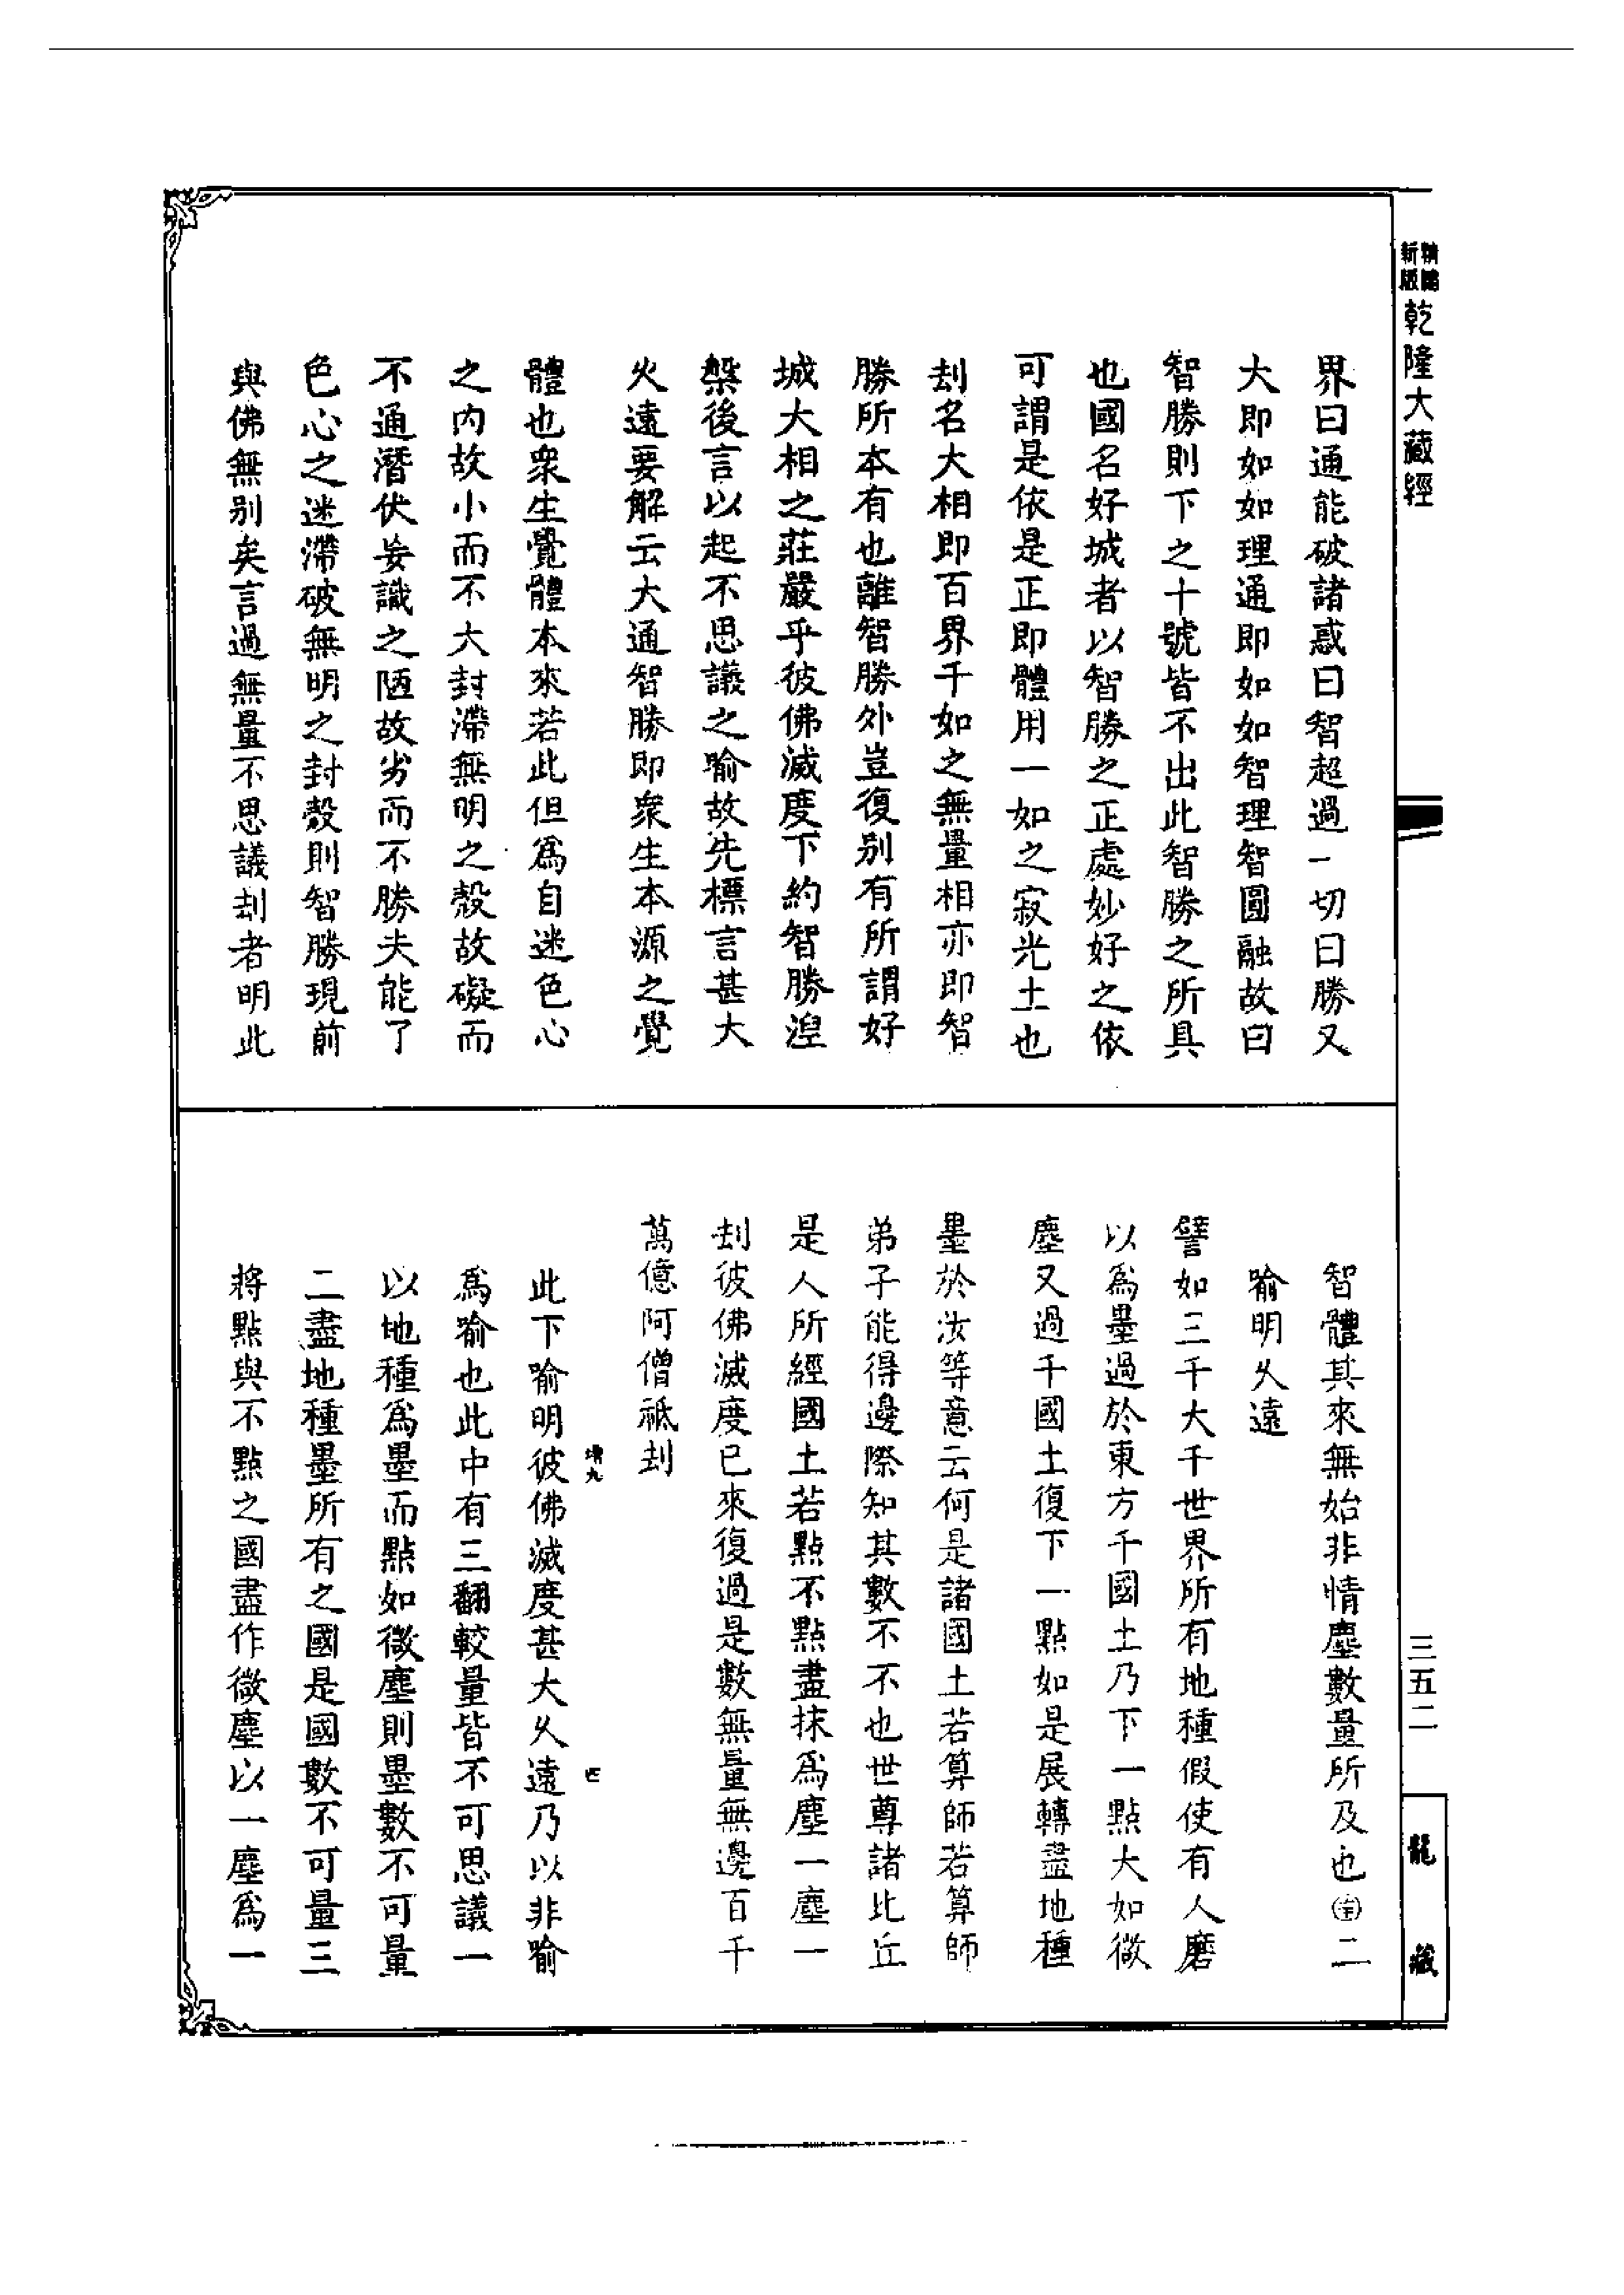 精編
新版
乾隆大藏經
界曰通能破諸惑曰智超過一切曰勝又
大即如如理通即如如智理智圓融故曰
智勝則下之十號皆不出此智勝之所具
也國名好城者以智勝之正處妙好之依
可謂是依是正即體用一如之寂光土也
刦名大相即百界千如之無量相亦即智
勝所本有也離智勝外豈復別有所謂好
城大相之莊嚴乎彼佛滅度下約智勝涅
槃後言以起不思議之喻故先標言甚大
火遠要解云大通智勝即衆生本源之覺
體也衆生覺體本來若此但爲自迷色心
之内故小而不大封滯無明之殼故礙而
不通潛伏妄識之陋故劣而不勝夫能了
色心之迷滯破無明之封殼則智勝現前
與佛無別矣言過無量不思議刦者明此
智體其來無始非情塵數量所及也㊪二
喻明久遠
譬如三千大千世界所有地種假使有人磨
以爲墨過於東方千國土乃下一點大如微
塵又過千國土復下一點如是展轉盡地種
墨於汝等意云何是諸國土若算師若算師
弟子能得邊際知其數不不也世尊諸比丘
是人所經國土若點不點盡抹爲塵一塵一
刦彼佛滅度已來復過是數無量無邊百千
萬億阿僧祇刦
此下喻明彼佛滅度甚大久遠乃以非喻
爲喻也此中有三翻較量皆不可思議一
以地種爲墨而點如微塵則墨數不可量
二盡地種墨所有之國是國數不可量三
將點與不點之國盡作微塵以一塵爲一
三五二
龍藏